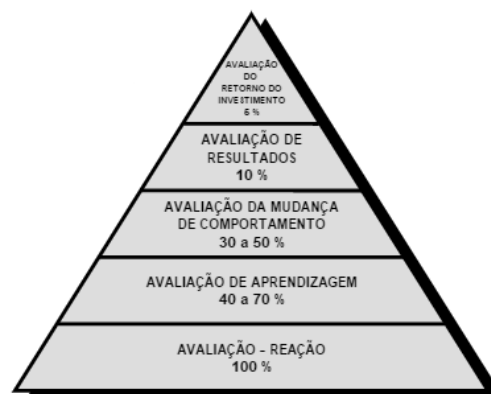 AVALIAÇÃO
DO
RETORNO DO
INVESTIMENTO
5 %
AVALIAÇÃO DE
RESULTADOS
10 %
AVALIAÇÃO DA MUDANÇA
DE COMPORTAMENTO
30 a 50 %
AVALIAÇÃO DE APRENDIZAGEM
40 a 70 %
AVALIAÇÃO - REAÇÃO
100 %